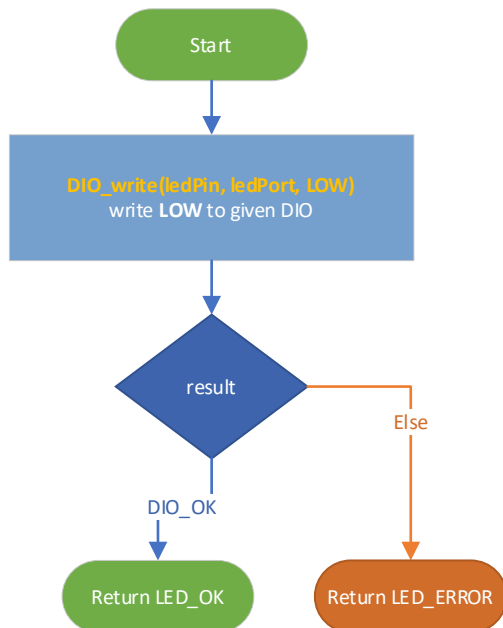 Start
DIO_write(ledPin, ledPort, LOW)
write LOW to given DIO
result
Else
DIO_OK
Return LED_OK
Return LED_ERROR